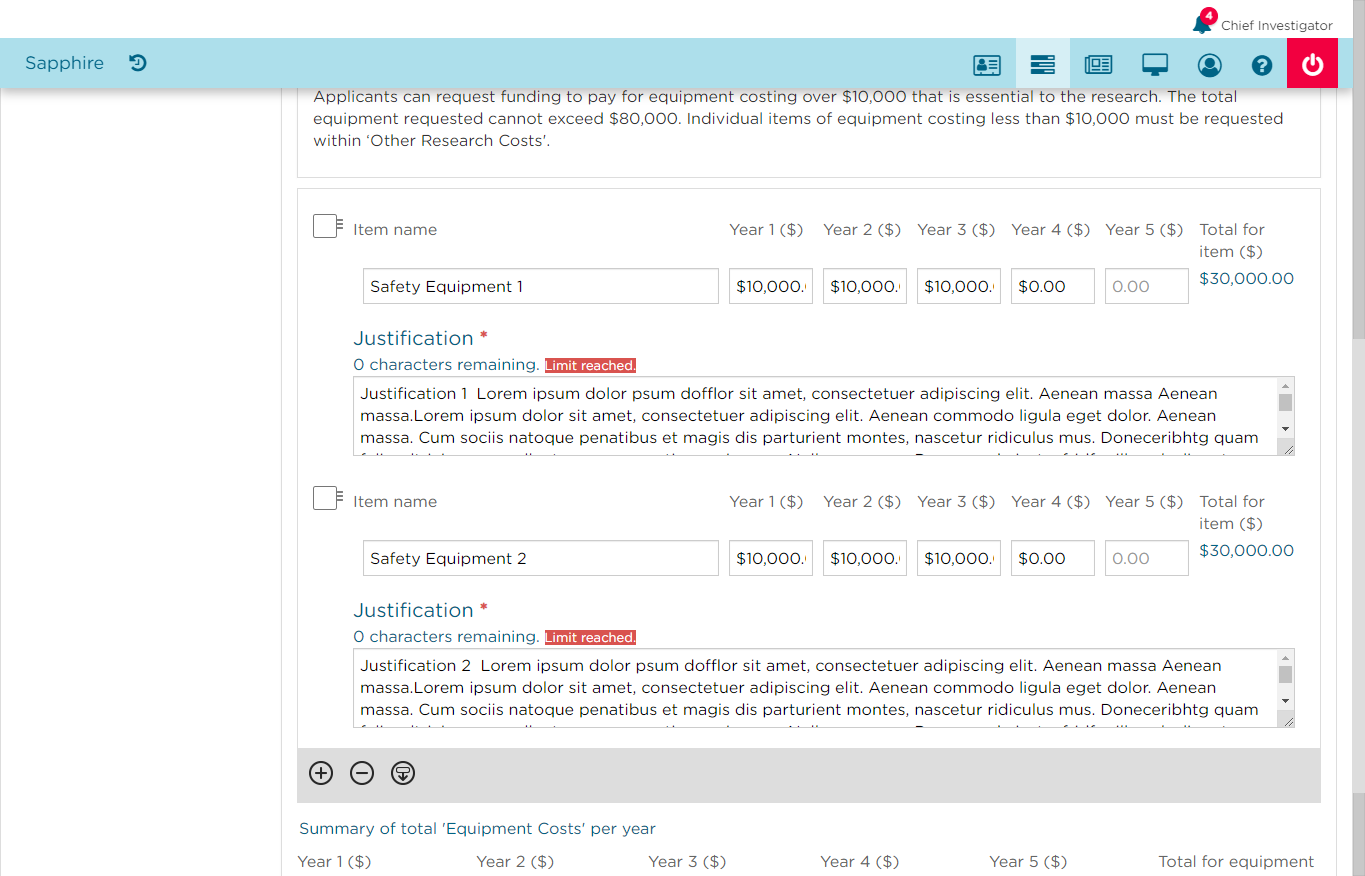 4
Chief Investigator
Sapphire
Applicants can request funding to pay for equipment costing over $10,000 that is essential to the research. The total
equipment requested cannot exceed $80,000. Individual items of equipment costing less than $10,000 must be requested
within ‘Other Research Costs'.
Item name Year 1 ($) Year 2 ($) Year 3 ($) Year 4 ($) Year 5 ($) Total for
item ($)
Safety Equipment 1 $10,000. $10,000. $10,000. $0.00 0.00 $30,000.00
Justification *
0 characters remaining. Limit reached.
Justification 1  Lorem ipsum dolor psum dofflor sit amet, consectetuer adipiscing elit. Aenean massa Aenean
massa.Lorem ipsum dolor sit amet, consectetuer adipiscing elit. Aenean commodo ligula eget dolor. Aenean
massa. Cum sociis natoque penatibus et magis dis parturient montes, nascetur ridiculus mus. Doneceribhtg quam
Item name Year 1 ($) Year 2 ($) Year 3 ($) Year 4 ($) Year 5 ($) Total for
item ($)
Safety Equipment 2 $10,000. $10,000. $10,000. $0.00 0.00 $30,000.00
Justification *
0 characters remaining. Limit reached.
Justification 2  Lorem ipsum dolor psum dofflor sit amet, consectetuer adipiscing elit. Aenean massa Aenean
massa.Lorem ipsum dolor sit amet, consectetuer adipiscing elit. Aenean commodo ligula eget dolor. Aenean
massa. Cum sociis natoque penatibus et magis dis parturient montes, nascetur ridiculus mus. Doneceribhtg quam
Summary of total 'Equipment Costs' per year
Year 1 ($) Year 2 ($) Year 3 ($) Year 4 ($) Year 5 ($) Total for equipment